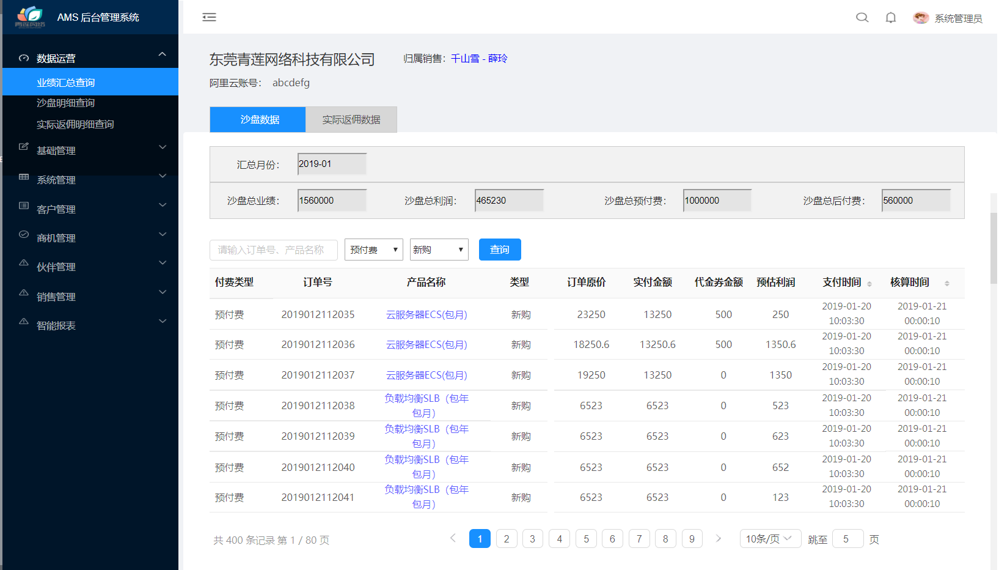 青莲网络
AMS 后台管理系统
系统管理员
数据运营
业绩汇总查询
沙盘明细查询
实际返佣明细查询
基础管理
系统管理
客户管理
商机管理
伙伴管理
销售管理
智能报表
东莞青莲网络科技有限公司 归属销售： 千山雪 - 薛玲
阿里云账号： abcdefg
沙盘数据 实际返佣数据
汇总月份： 2019-01
沙盘总业绩： 1560000 沙盘总利润： 465230 沙盘总预付费： 1000000 沙盘总后付费： 560000
请输入订单号、产品名称 预付费 新购 查询
付费类型 订单号 产品名称 类型 订单原价 实付金额 代金券金额 预估利润 支付时间 核算时间
预付费 2019012112035 云服务器ECS(包月) 新购 23250 13250 500 250 2019-01-20 10:03:30 2019-01-21 00:00:10
预付费 2019012112036 云服务器ECS(包月) 新购 18250.6 13250.6 500 1350.6 2019-01-20 10:03:30 2019-01-21 00:00:10
预付费 2019012112037 云服务器ECS(包月) 新购 19250 13250 0 1350 2019-01-20 10:03:30 2019-01-21 00:00:10
预付费 2019012112038 负载均衡SLB（包年包月） 新购 6523 6523 0 523 2019-01-20 10:03:30 2019-01-21 00:00:10
预付费 2019012112039 负载均衡SLB（包年包月） 新购 6523 6523 0 623 2019-01-20 10:03:30 2019-01-21 00:00:10
预付费 2019012112040 负载均衡SLB（包年包月） 新购 6523 6523 0 652 2019-01-20 10:03:30 2019-01-21 00:00:10
预付费 2019012112041 负载均衡SLB（包年包月） 新购 6523 6523 0 123 2019-01-20 10:03:30 2019-01-21 00:00:10
共 400 条记录 第 1 / 80 页 1 2 3 4 5 6 7 8 9 10条/页 跳至 5 页